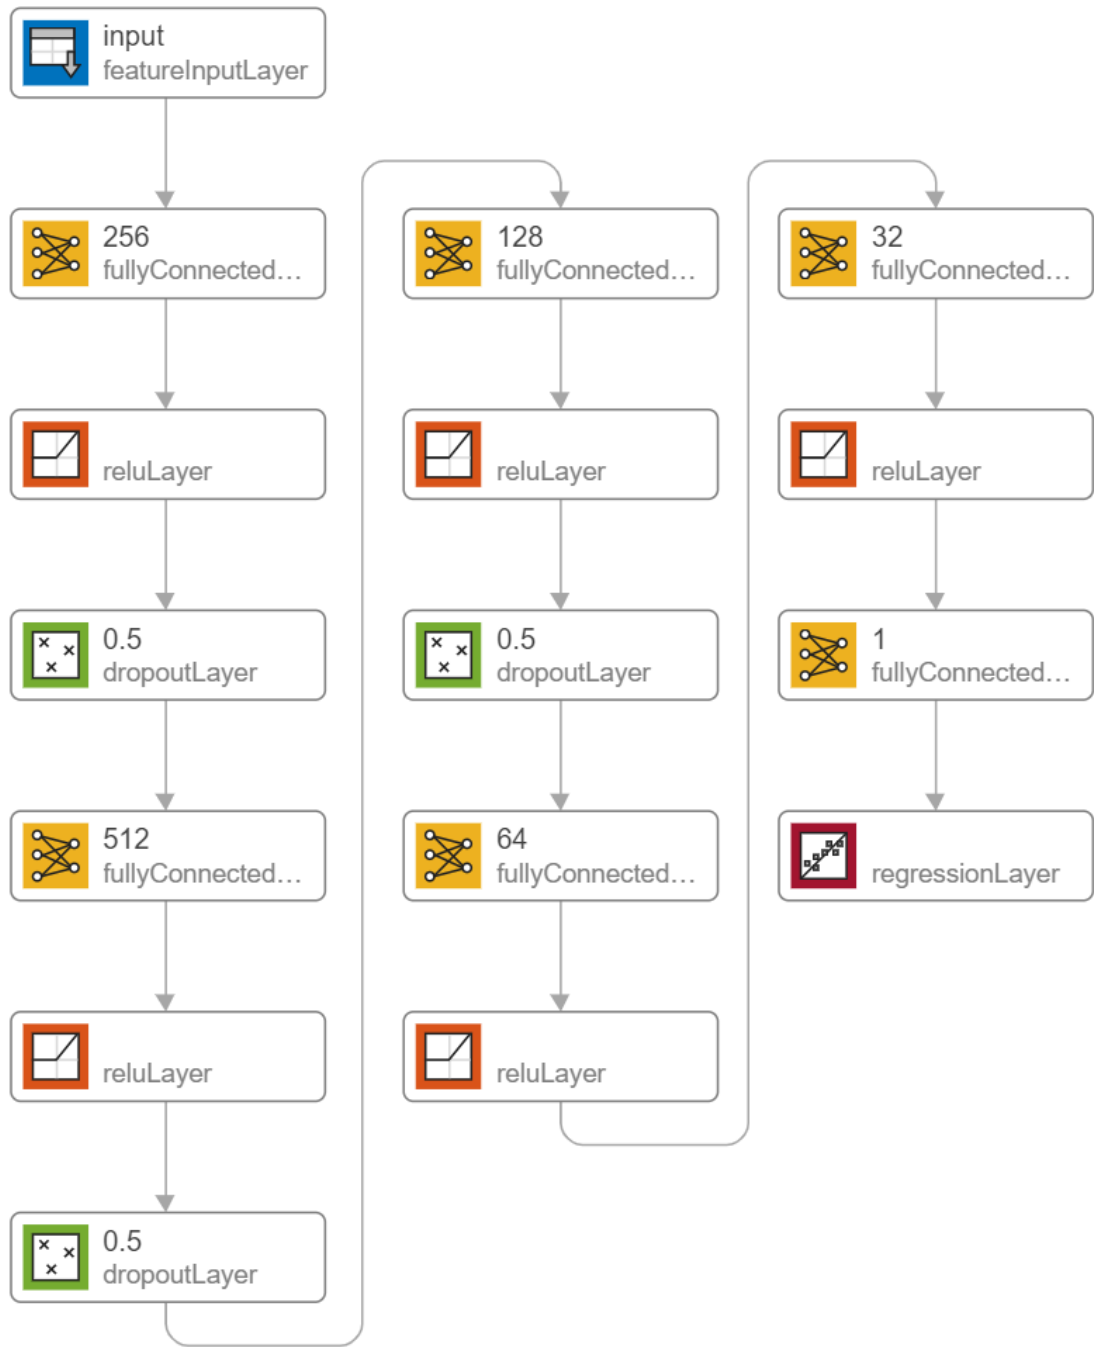 input
featureInputLayer
256
fullyConnected...
reluLayer
0.5
dropoutLayer
512
fullyConnected...
reluLayer
0.5
dropoutLayer
128
fullyConnected...
reluLayer
0.5
dropoutLayer
64
fullyConnected...
reluLayer
32
fullyConnected...
reluLayer
1
fullyConnected...
regressionLayer